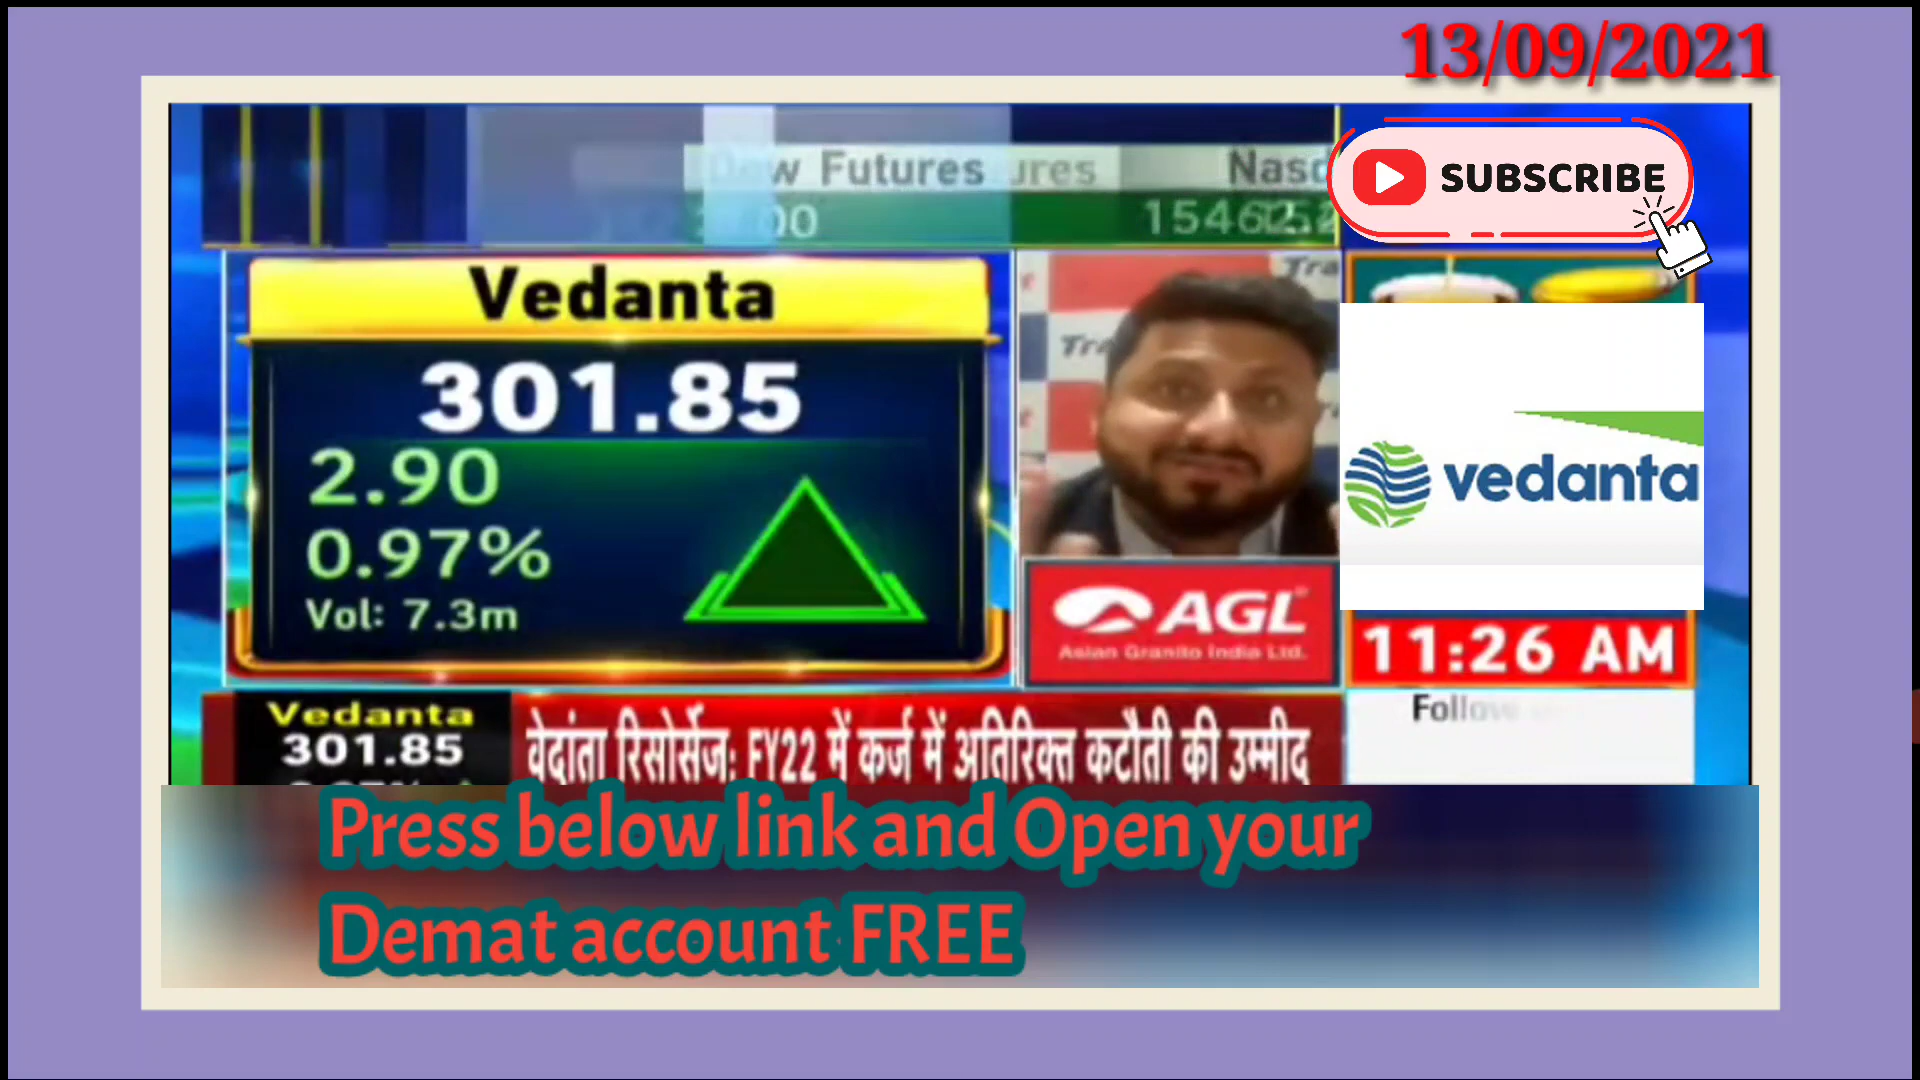 13/09/2021
SUBSCRIBE
Futures
Nasd
Vedanta
301.85
2.90
0.97%
Vol: 7.3m
vedanta
AGL
Asian Granito India Ltd.
11:26 AM
Follow
Vedanta
301.85
वेदांता रिसोर्सेज: FY22 में कर्ज में अतिरिक्त कटौती की उम्मीद
Press below link and Open your
Demat account FREE